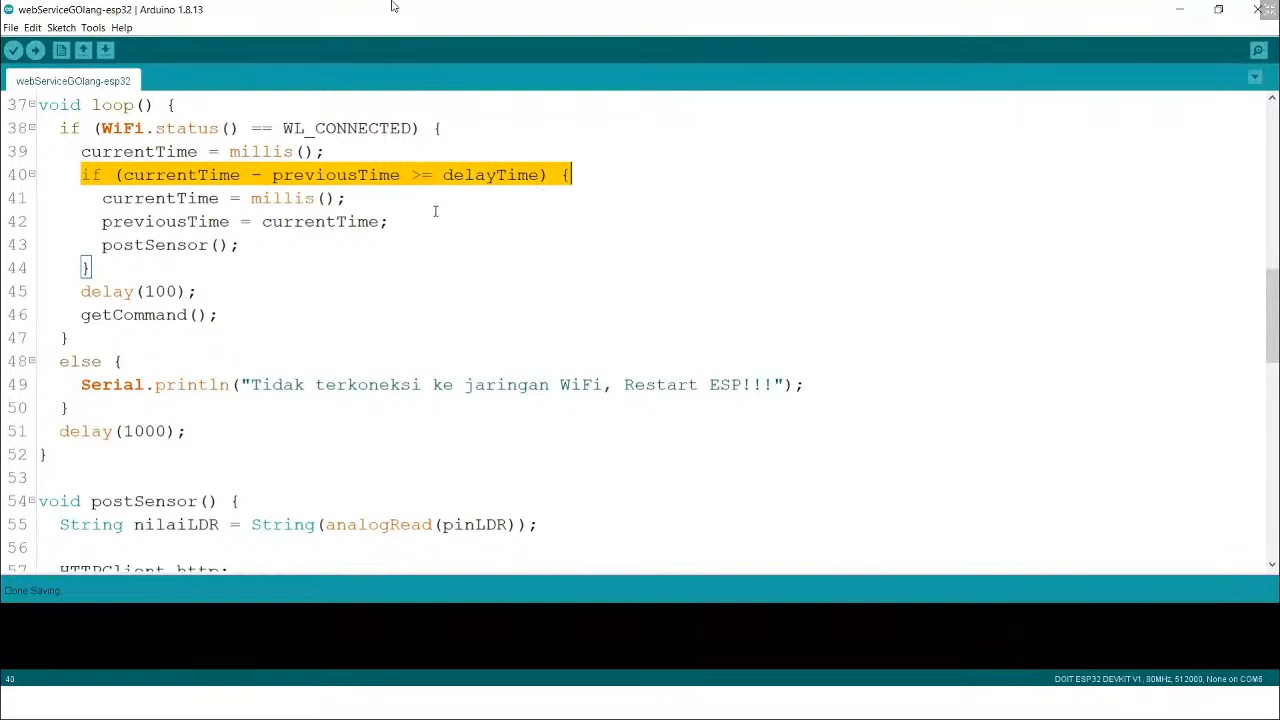 webServiceGOlang-esp32 | Arduino 1.8.13
File Edit Sketch Tools Help
webServiceGOlang-esp32
37 void loop() {
38 if (WiFi.status() == WL_CONNECTED) {
39 currentTime = millis();
40 if (currentTime - previousTime >= delayTime) {
41 currentTime = millis();
42 previousTime = currentTime;
43 postSensor();
44 }
45 delay(100);
46 getCommand();
47 }
48 else {
49 Serial.println("Tidak terkoneksi ke jaringan WiFi, Restart ESP!!!");
50 }
51 delay(1000);
52 }
53
54 void postSensor() {
55 String nilaiLDR = String(analogRead(pinLDR));
56
57 HTTPClient http;
Done Saving.
40 DOIT ESP32 DEVKIT V1, 80MHz, 512000, None on COM6